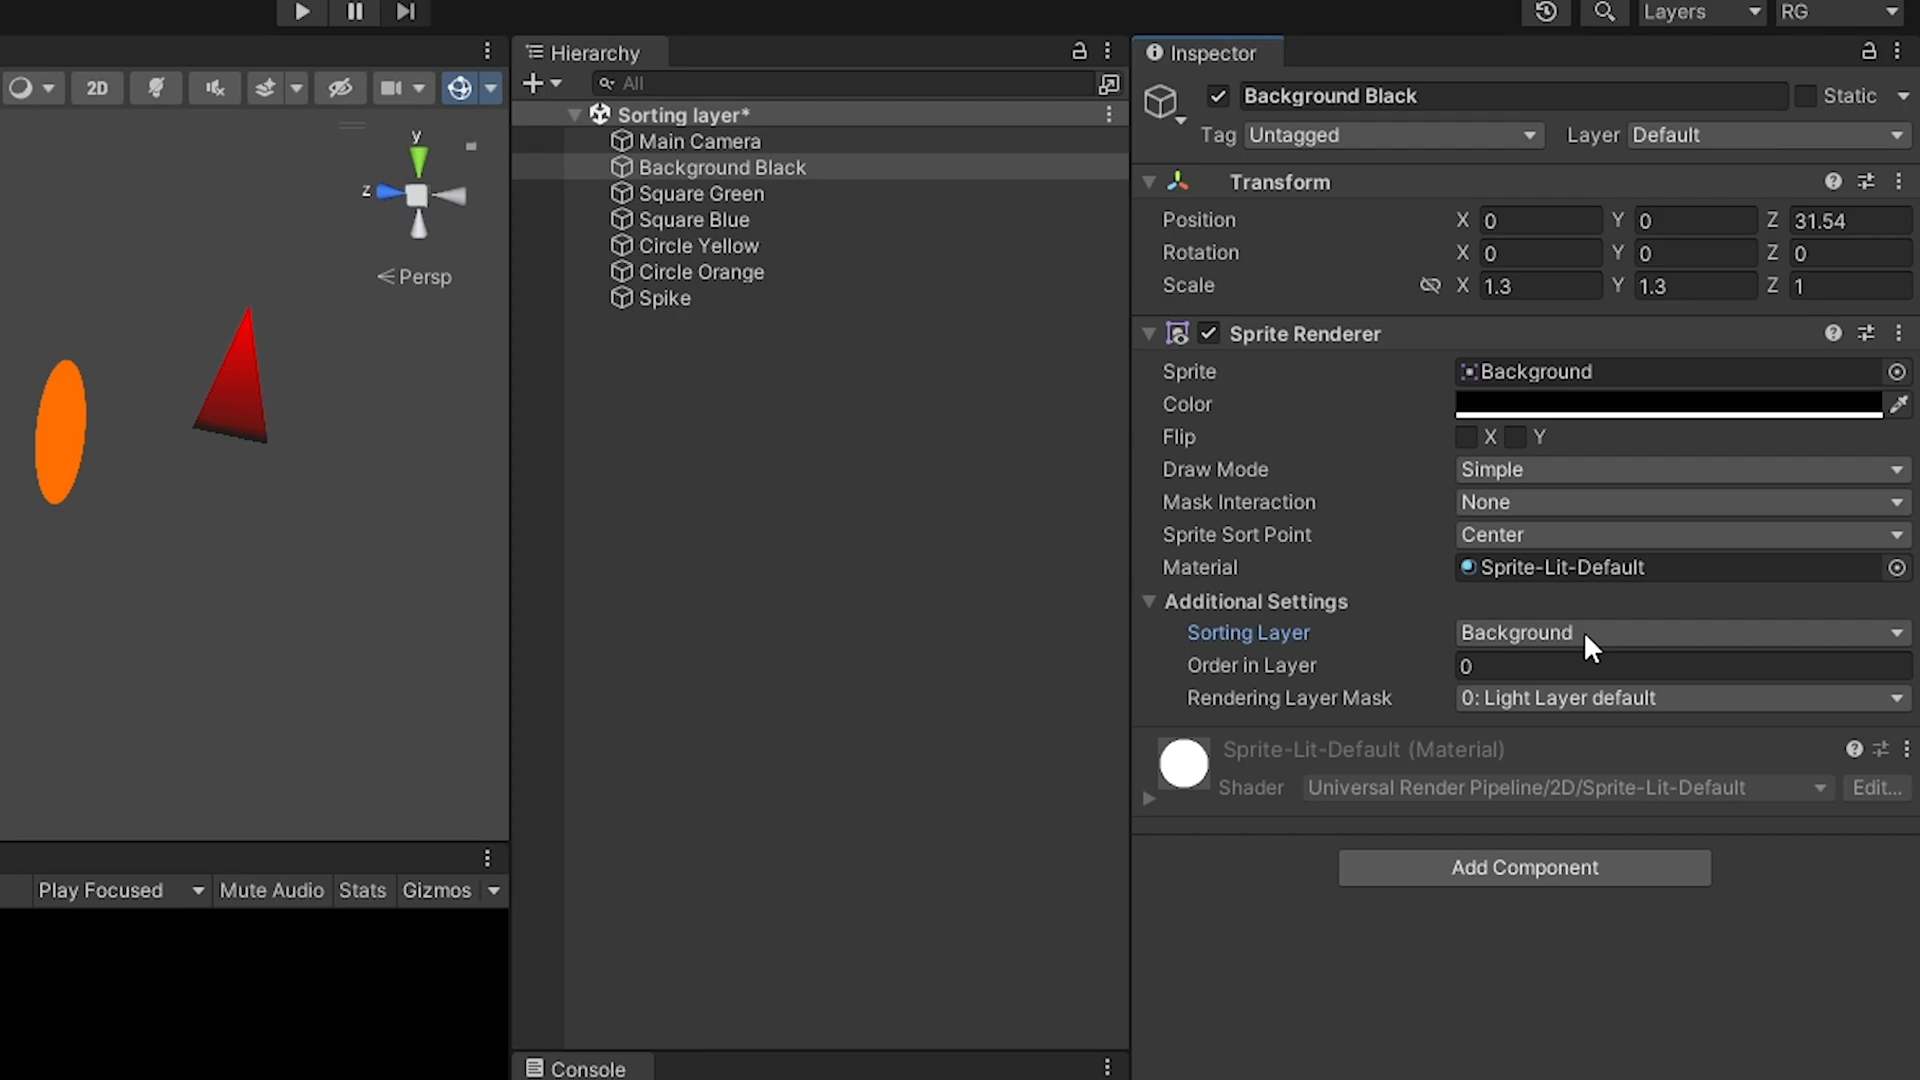 Layers
RG
Hierarchy
Inspector
2D
All
Background Black
Static
Sorting layer*
Main Camera
Tag Untagged Layer Default
Background Black
Transform
Square Green
Square Blue
Position X 0 Y 0 Z 31.54
Circle Yellow
Rotation X 0 Y 0 Z 0
Circle Orange
Scale X 1.3 Y 1.3 Z 1
Spike
y
z
Persp
Sprite Renderer
Sprite Background
Color
Flip X Y
Draw Mode Simple
Mask Interaction None
Sprite Sort Point Center
Material Sprite-Lit-Default
Additional Settings
Sorting Layer Background
Order in Layer 0
Rendering Layer Mask 0: Light Layer default
Sprite-Lit-Default (Material)
Shader Universal Render Pipeline/2D/Sprite-Lit-Default Edit...
Add Component
Play Focused Mute Audio Stats Gizmos
Console